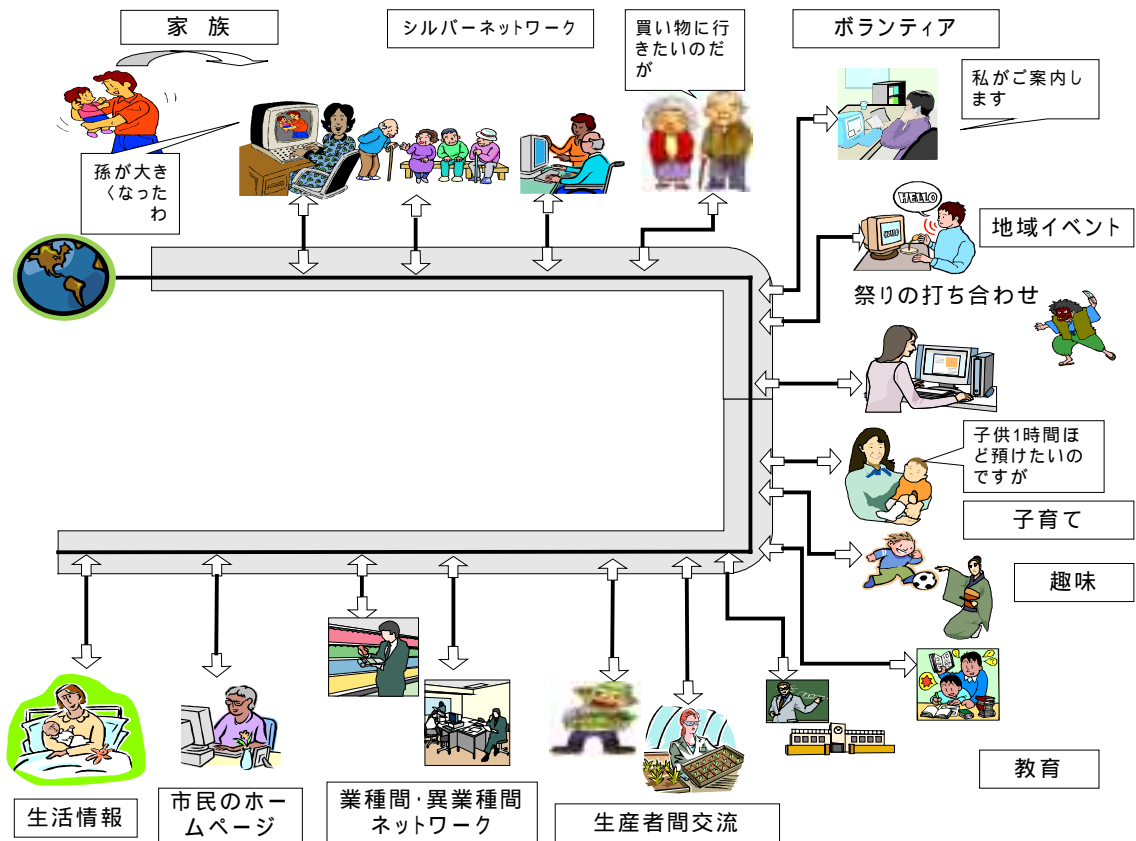 家 族
シルバーネットワーク
買い物に行
きたいのだ
が
ボランティア
私がご案内し
ます
孫が大き
くなった
わ
HELLO
HELLO
地域イベント
祭りの打ち合わせ
子供1時間ほ
ど預けたいの
ですが
子育て
趣味
教育
生活情報
市民のホー
ムページ
業種間・異業種間
ネットワーク
生産者間交流